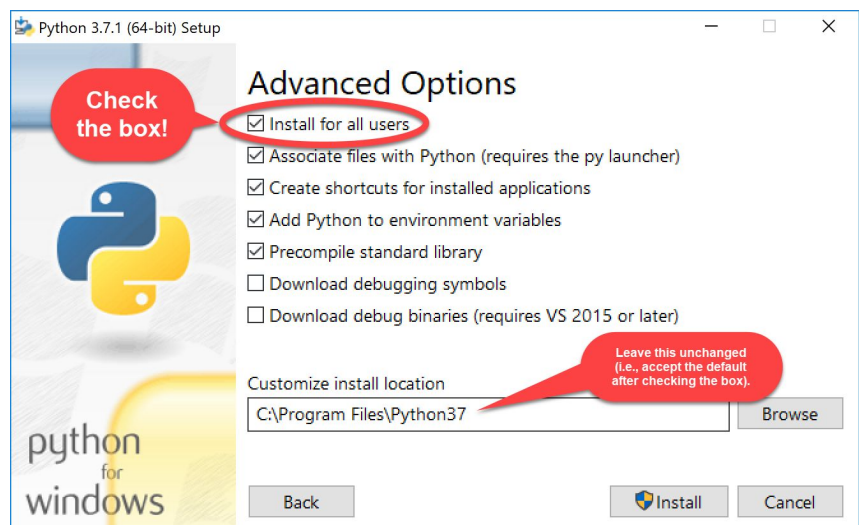 Python 3.7.1 (64-bit) Setup
Advanced Options
Check
the box!
Install for all users
Associate files with Python (requires the py launcher)
Create shortcuts for installed applications
Add Python to environment variables
Precompile standard library
Download debugging symbols
Download debug binaries (requires VS 2015 or later)
Leave this unchanged
(i.e., accept the default
after checking the box).
Customize install location
C:\Program Files\Python37
Browse
python
for
windows
Back
Install
Cancel